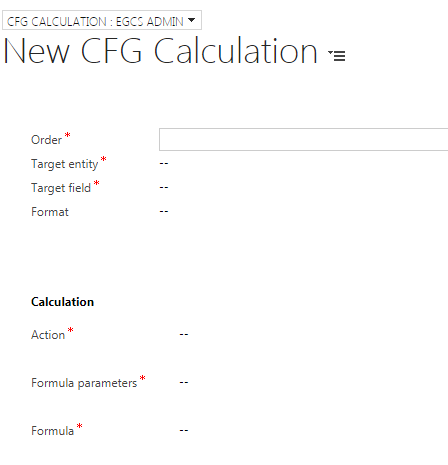 CFG CALCULATION : EGCS ADMIN
New CFG Calculation
Order *
Target entity * --
Target field * --
Format --
Calculation
Action * --
Formula parameters * --
Formula * --